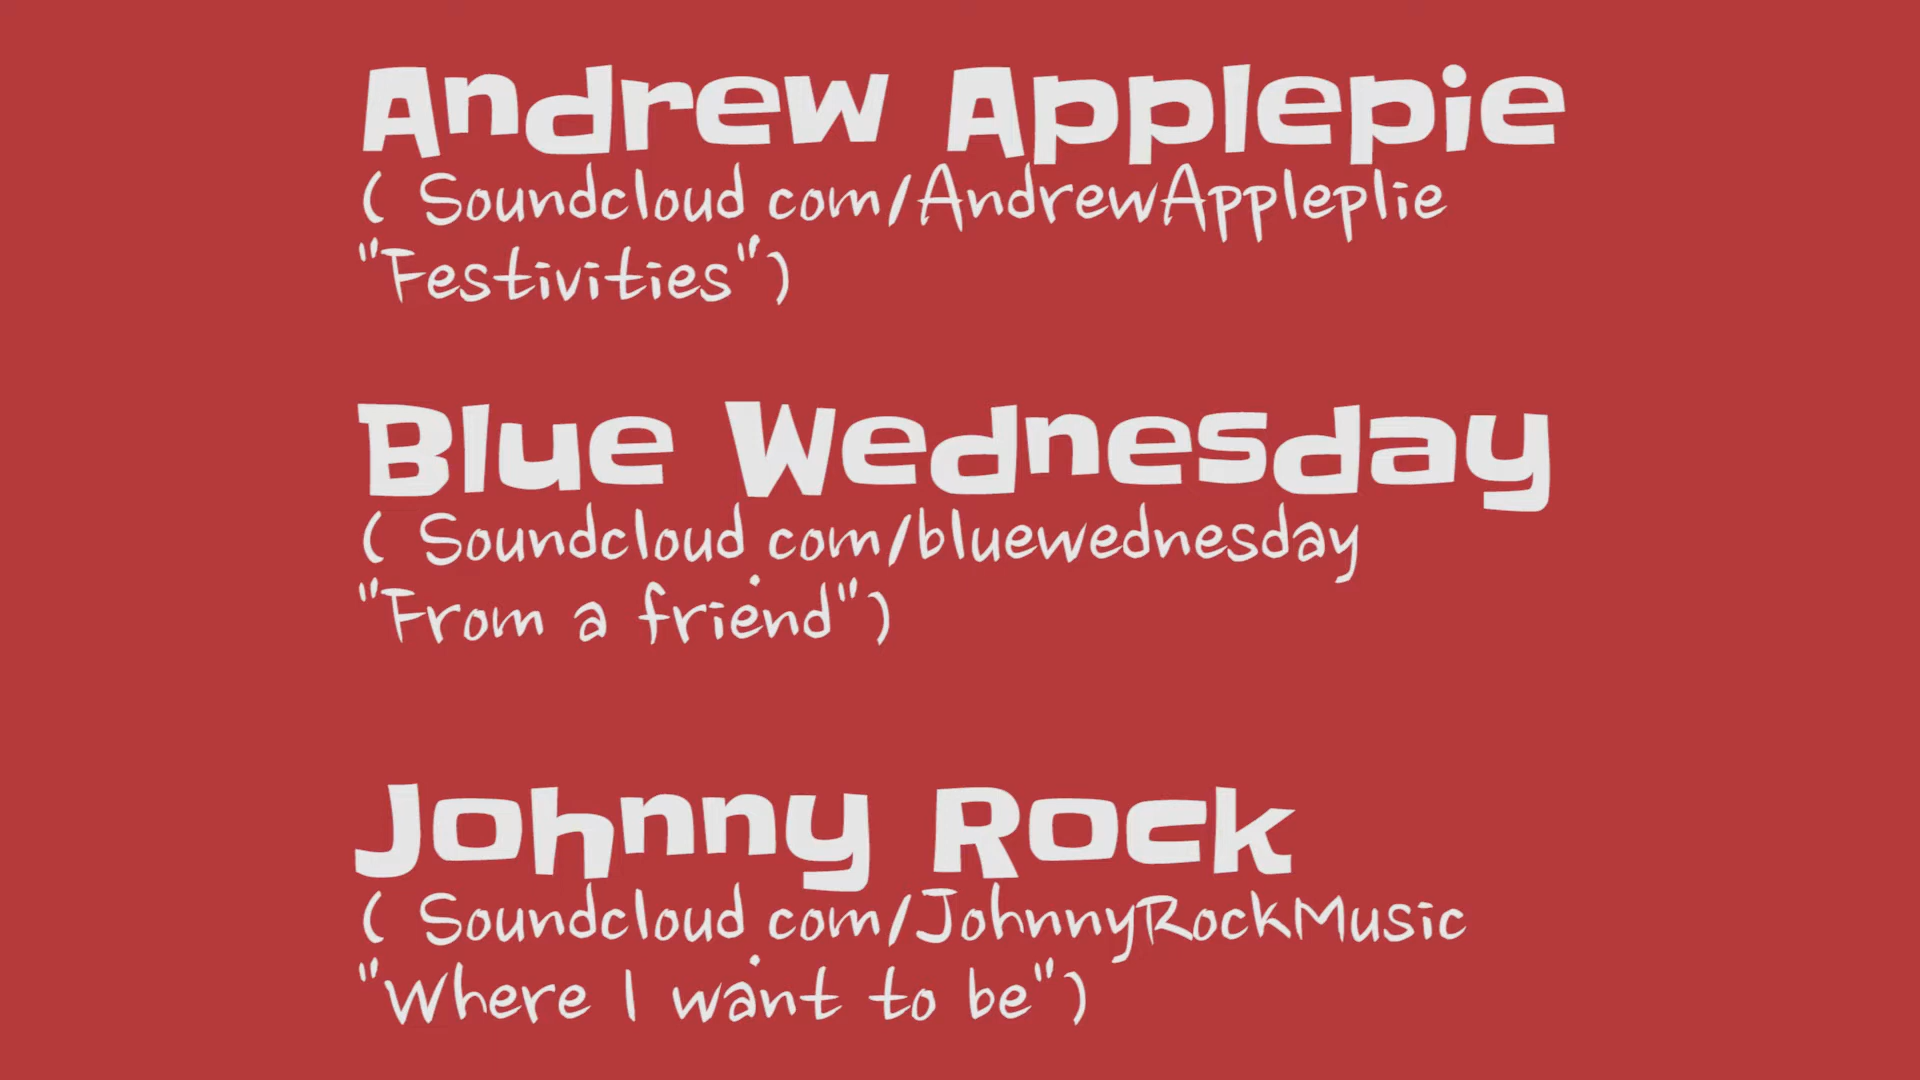 Andrew Applepie
( Soundcloud.com/AndrewAppleplie
"Festivities")
Blue Wednesday
( Soundcloud.com/bluewednesday
"From a friend")
Johnny Rock
( Soundcloud.com/JohnnyRockMusic
"Where I want to be")